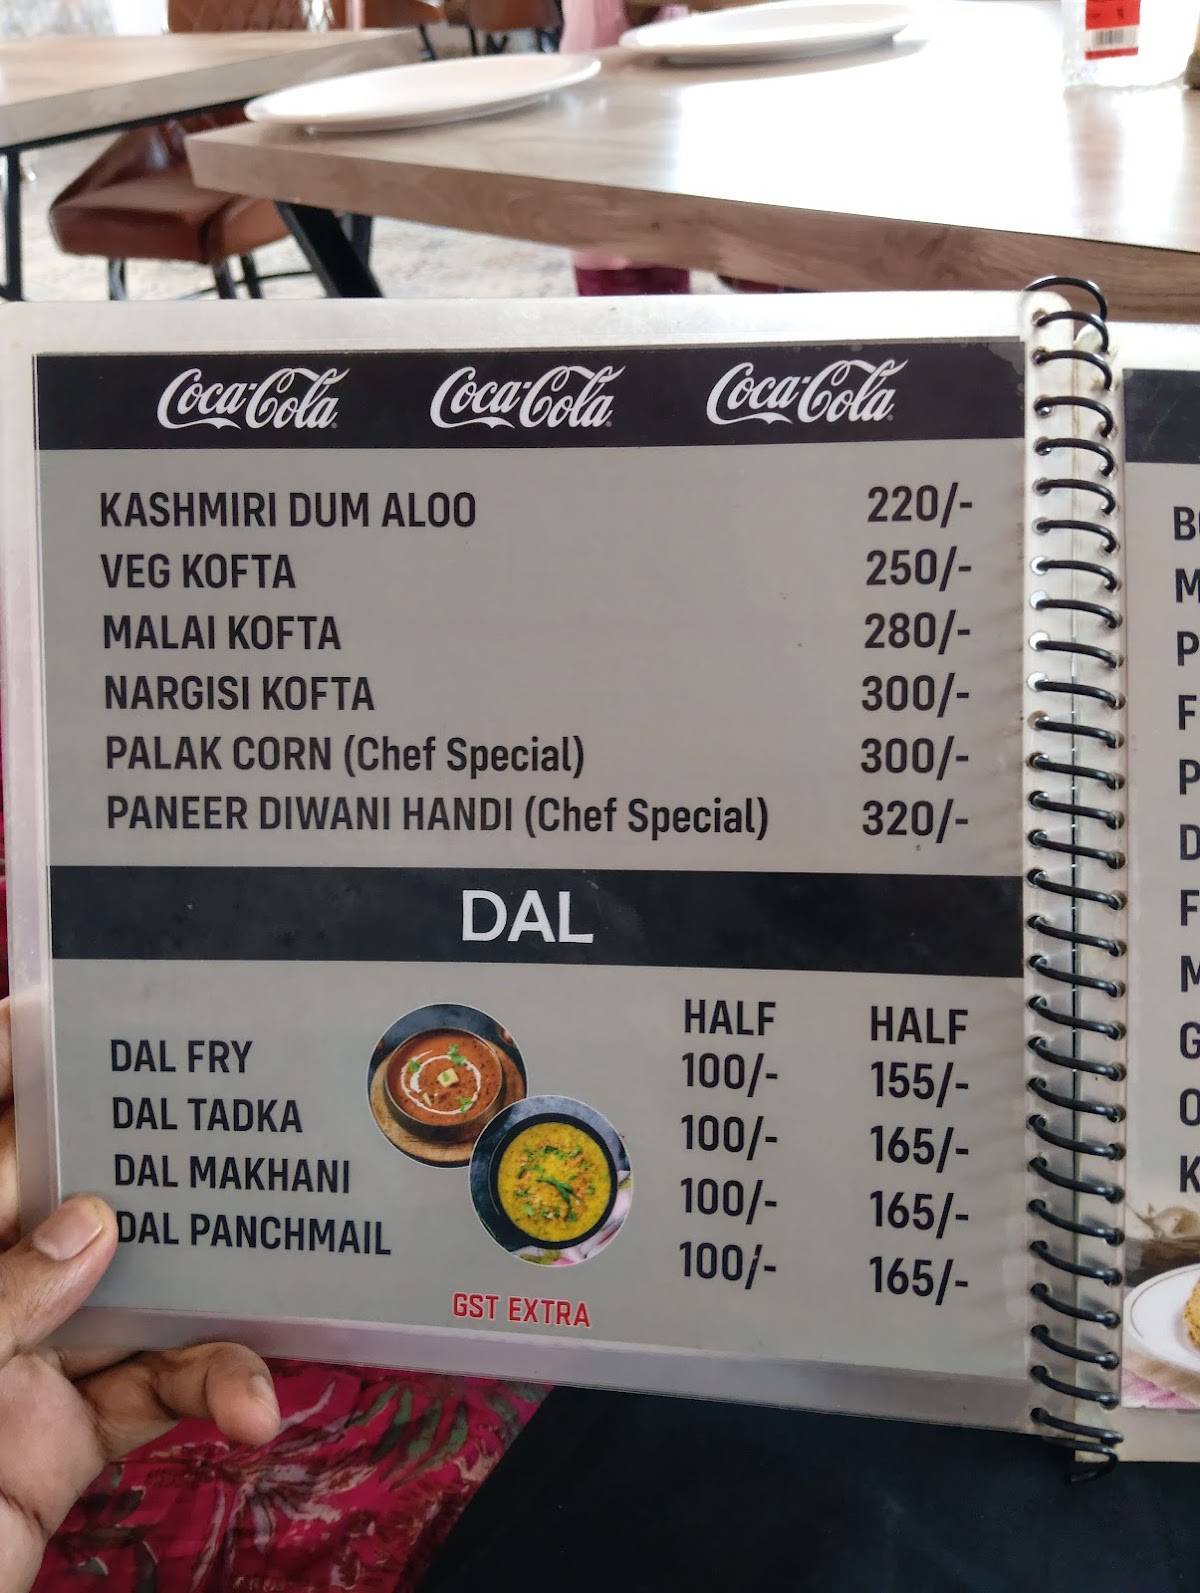 Coca-Cola Coca-Cola Coca-Cola
KASHMIRI DUM ALOO 220/-
VEG KOFTA 250/-
MALAI KOFTA 280/-
NARGISI KOFTA 300/-
PALAK CORN (Chef Special) 300/-
PANEER DIWANI HANDI (Chef Special) 320/-
DAL
HALF HALF
DAL FRY 100/- 155/-
DAL TADKA 100/- 165/-
DAL MAKHANI 100/- 165/-
DAL PANCHMAIL 100/- 165/-
GST EXTRA